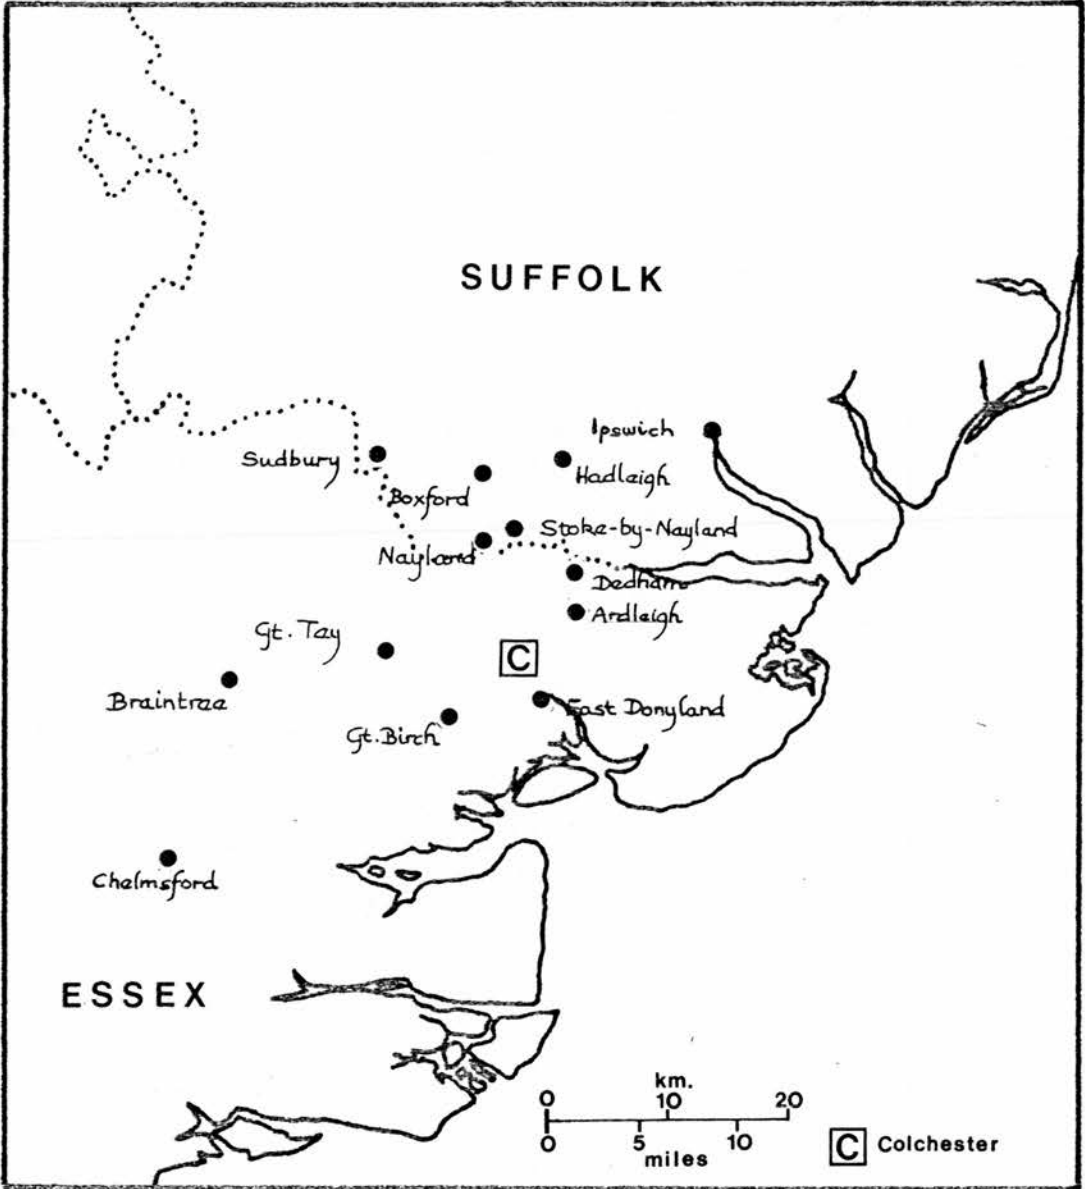 SUFFOLK
Ipswich
Sudbury
Hadleigh
Boxford
Stoke-by-Nayland
Nayland
Dedham
Ardleigh
Gt. Tay
C
Braintree
East Donyland
Gt. Birch
Chelmsford
ESSEX
km.
0 10 20
0 5 10
miles
C Colchester